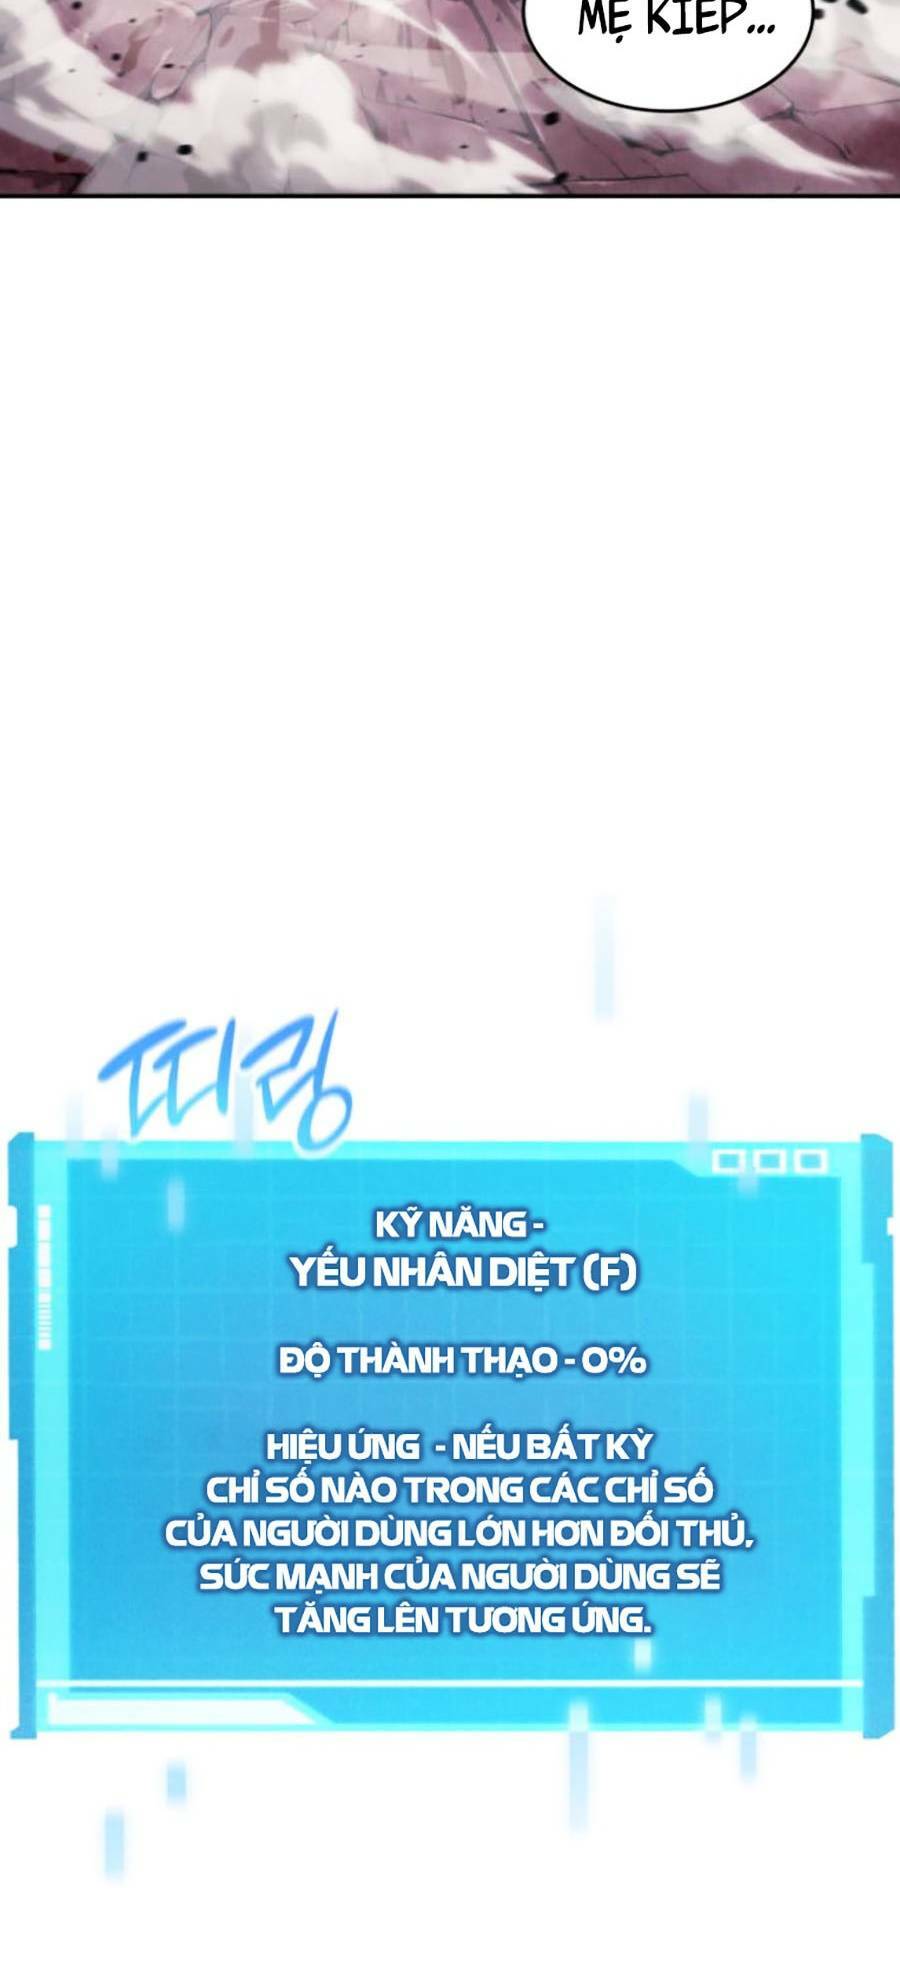 MẸ KIẾP...
띠링
KỸ NĂNG -
YẾU NHÂN DIỆT (F)
ĐỘ THÀNH THẠO - 0%
HIỆU ỨNG - NẾU BẤT KỲ
CHỈ SỐ NÀO TRONG CÁC CHỈ SỐ
CỦA NGƯỜI DÙNG LỚN HƠN ĐỐI THỦ,
SỨC MẠNH CỦA NGƯỜI DÙNG SẼ
TĂNG LÊN TƯƠNG ỨNG.